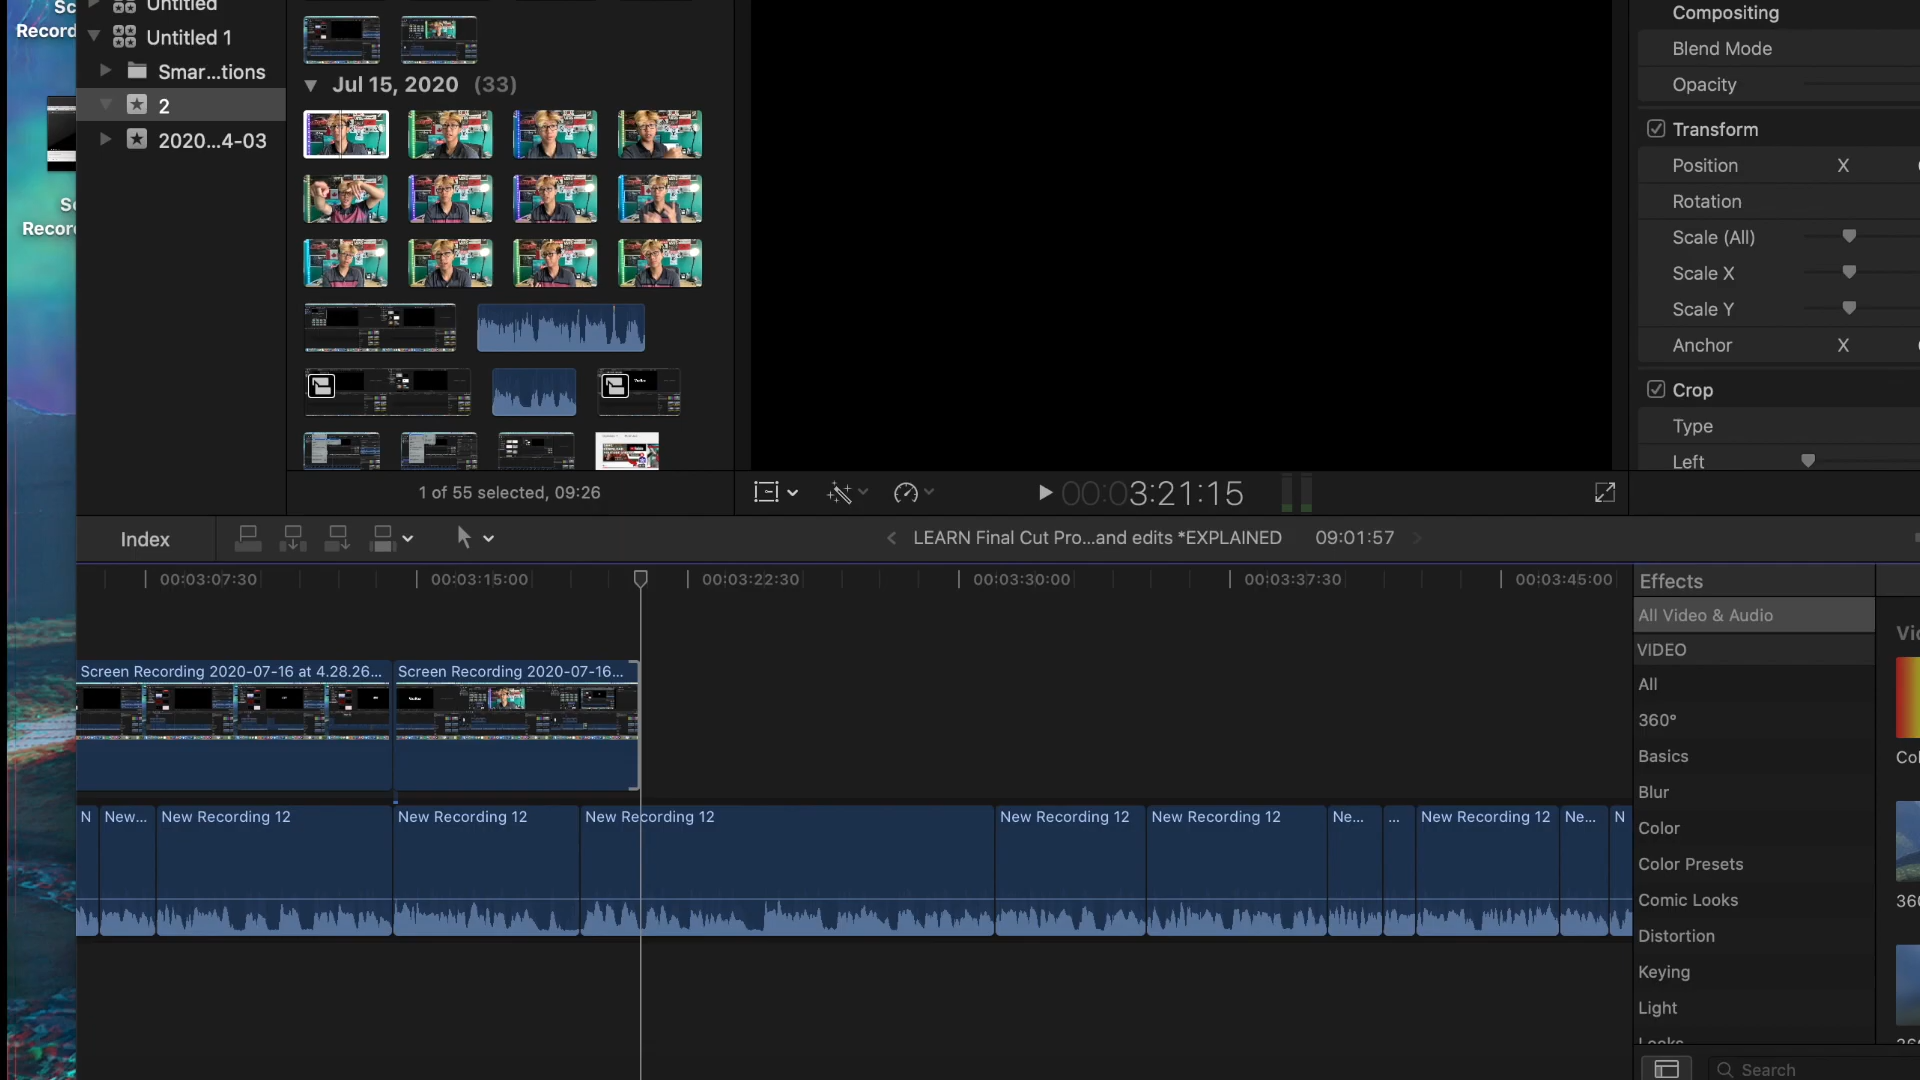 Record
Untitled
Untitled 1
Smar...tions
2
2020...4-03
Jul 15, 2020 (33)
1 of 55 selected, 09:26
00:03:21:15
Compositing
Blend Mode
Opacity
Transform
Position X
Rotation
Scale (All)
Scale X
Scale Y
Anchor X
Crop
Type
Left
Index
LEARN Final Cut Pro...and edits *EXPLAINED 09:01:57
00:03:07:30 00:03:15:00 00:03:22:30 00:03:30:00 00:03:37:30 00:03:45:00
Screen Recording 2020-07-16 at 4.28.26... Screen Recording 2020-07-16...
N New... New Recording 12 New Recording 12 New Recording 12 New Recording 12 New Recording 12 Ne... ... New Recording 12 Ne... N
Effects
All Video & Audio
VIDEO
All
360°
Basics
Blur
Color
Color Presets
Comic Looks
Distortion
Keying
Light
Looks
Search